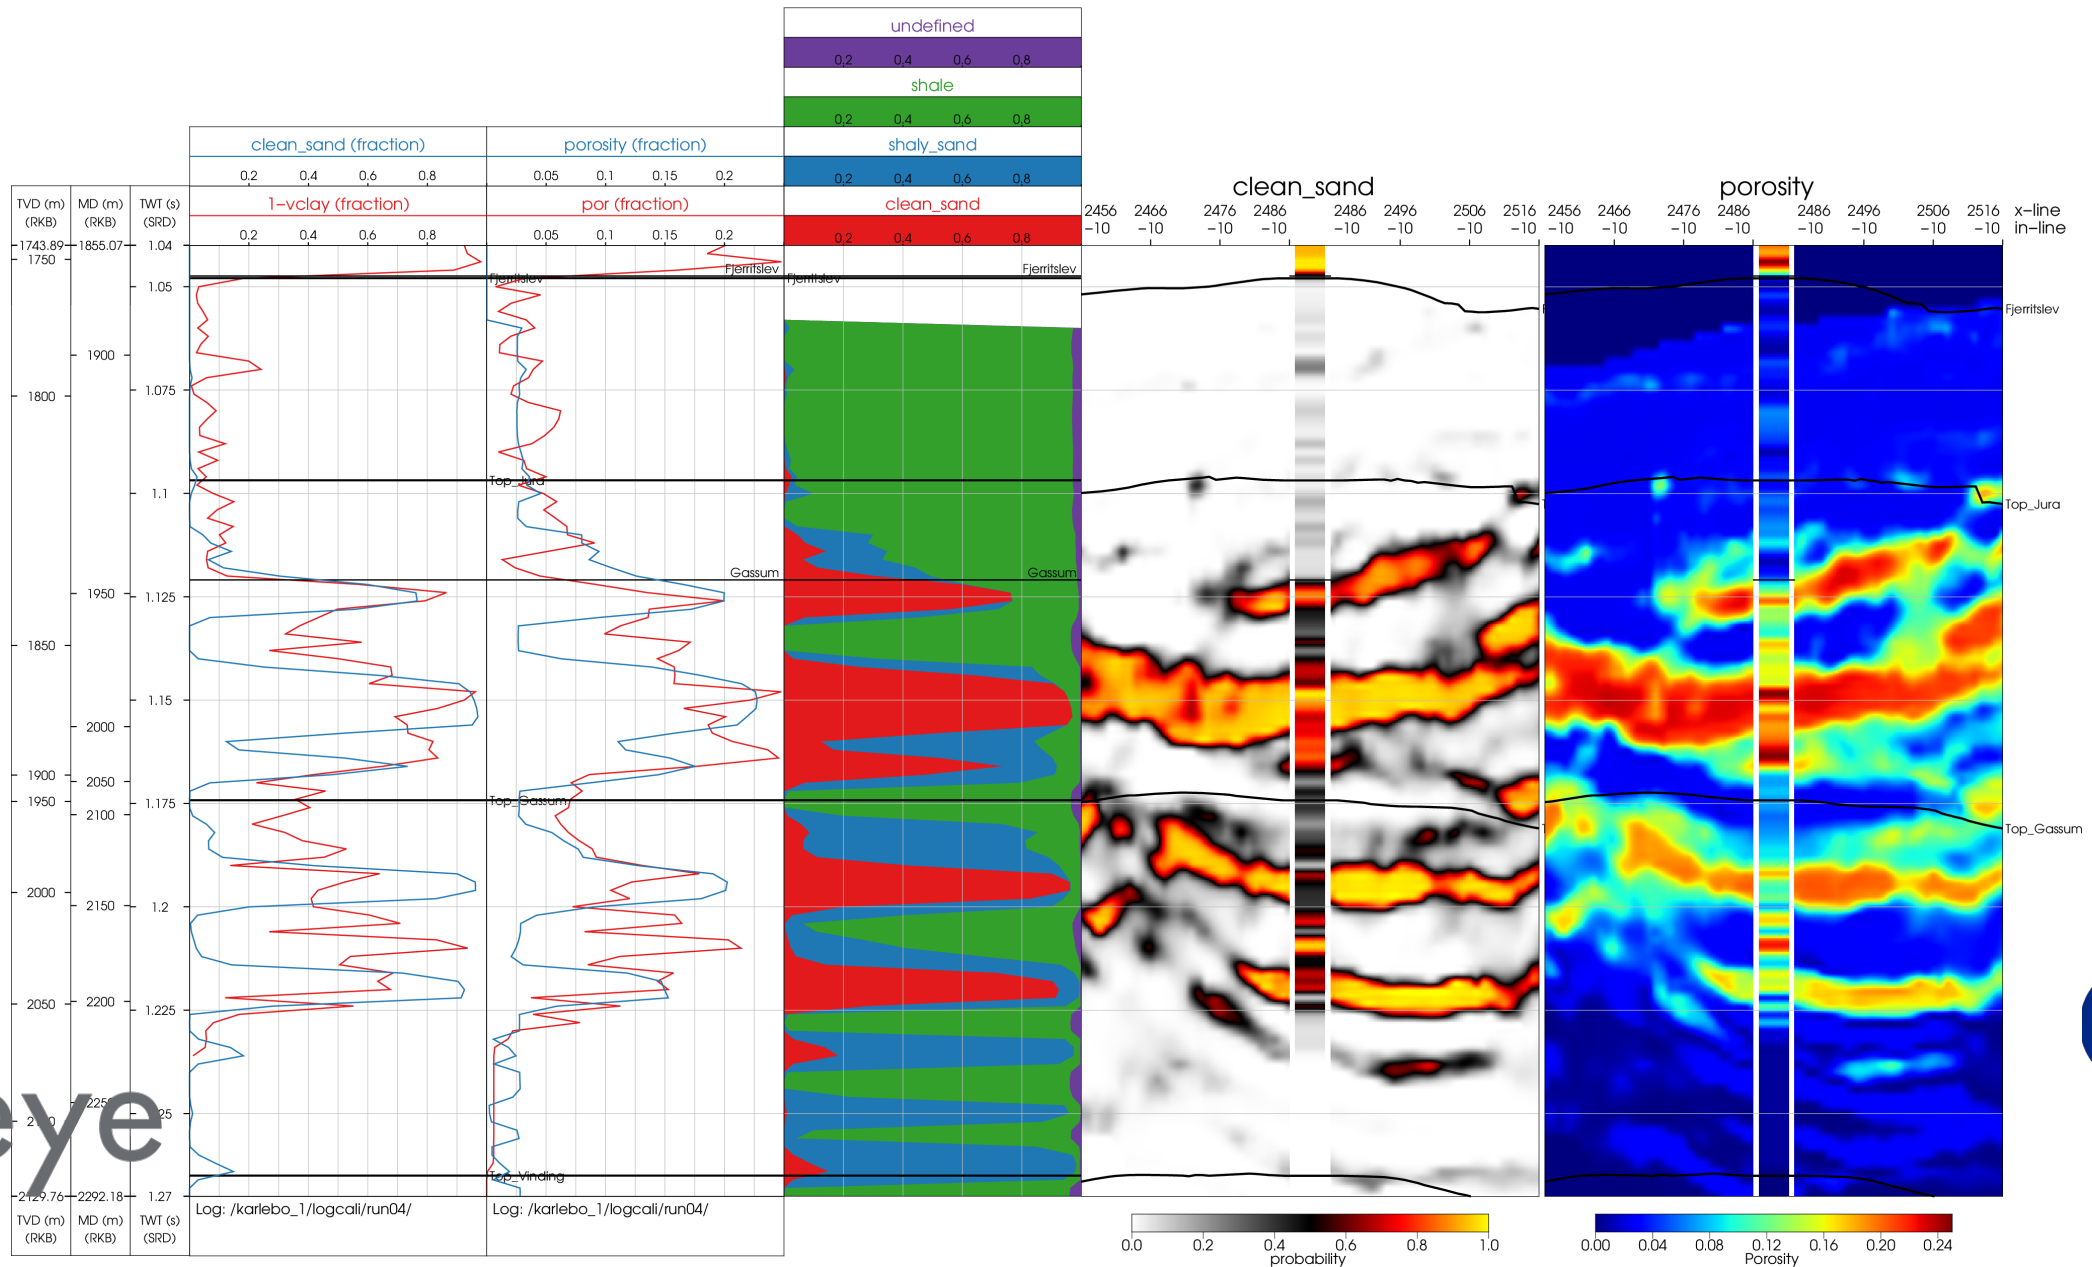 undefined
0.2 0.4 0.6 0.8
shale
0.2 0.4 0.6 0.8
clean_sand (fraction) porosity (fraction) shaly_sand
0.2 0.4 0.6 0.8 0.05 0.1 0.15 0.2 0.2 0.4 0.6 0.8
clean_sand porosity
TVD (m) MD (m) TWT (s) 1-vclay (fraction) por (fraction) clean_sand
2456 2466 2476 2486 2486 2496 2506 2516 2456 2466 2476 2486 2486 2496 2506 2516 x-line
(RKB) (RKB) (SRD)
-10 -10 -10 -10 -10 -10 -10 -10 -10 -10 -10 -10 -10 -10 -10 -10 in-line
0.2 0.4 0.6 0.8 0.05 0.1 0.15 0.2 0.2 0.4 0.6 0.8
1743.89 1855.07 1.04
1750
Fjerritslev Fjerritslev
Fjerritslev Fjerritslev
1.05
Fjerritslev
1900
1.075
1800
Top_Jura
1.1
Top_Jura
Gassum Gassum
1950 1.125
1850
1.15
2000
1900 2050
1950 Top_Gassum
1.175
2100
Top_Gassum
2000 2150 1.2
2050 2200 1.225
eye
Top_Vinding
2129.76 2292.18 1.27
Log: /karlebo_1/logcali/run04/ Log: /karlebo_1/logcali/run04/
TVD (m) MD (m) TWT (s)
(RKB) (RKB) (SRD)
0.0 0.2 0.4 0.6 0.8 1.0 0.00 0.04 0.08 0.12 0.16 0.20 0.24
probability Porosity